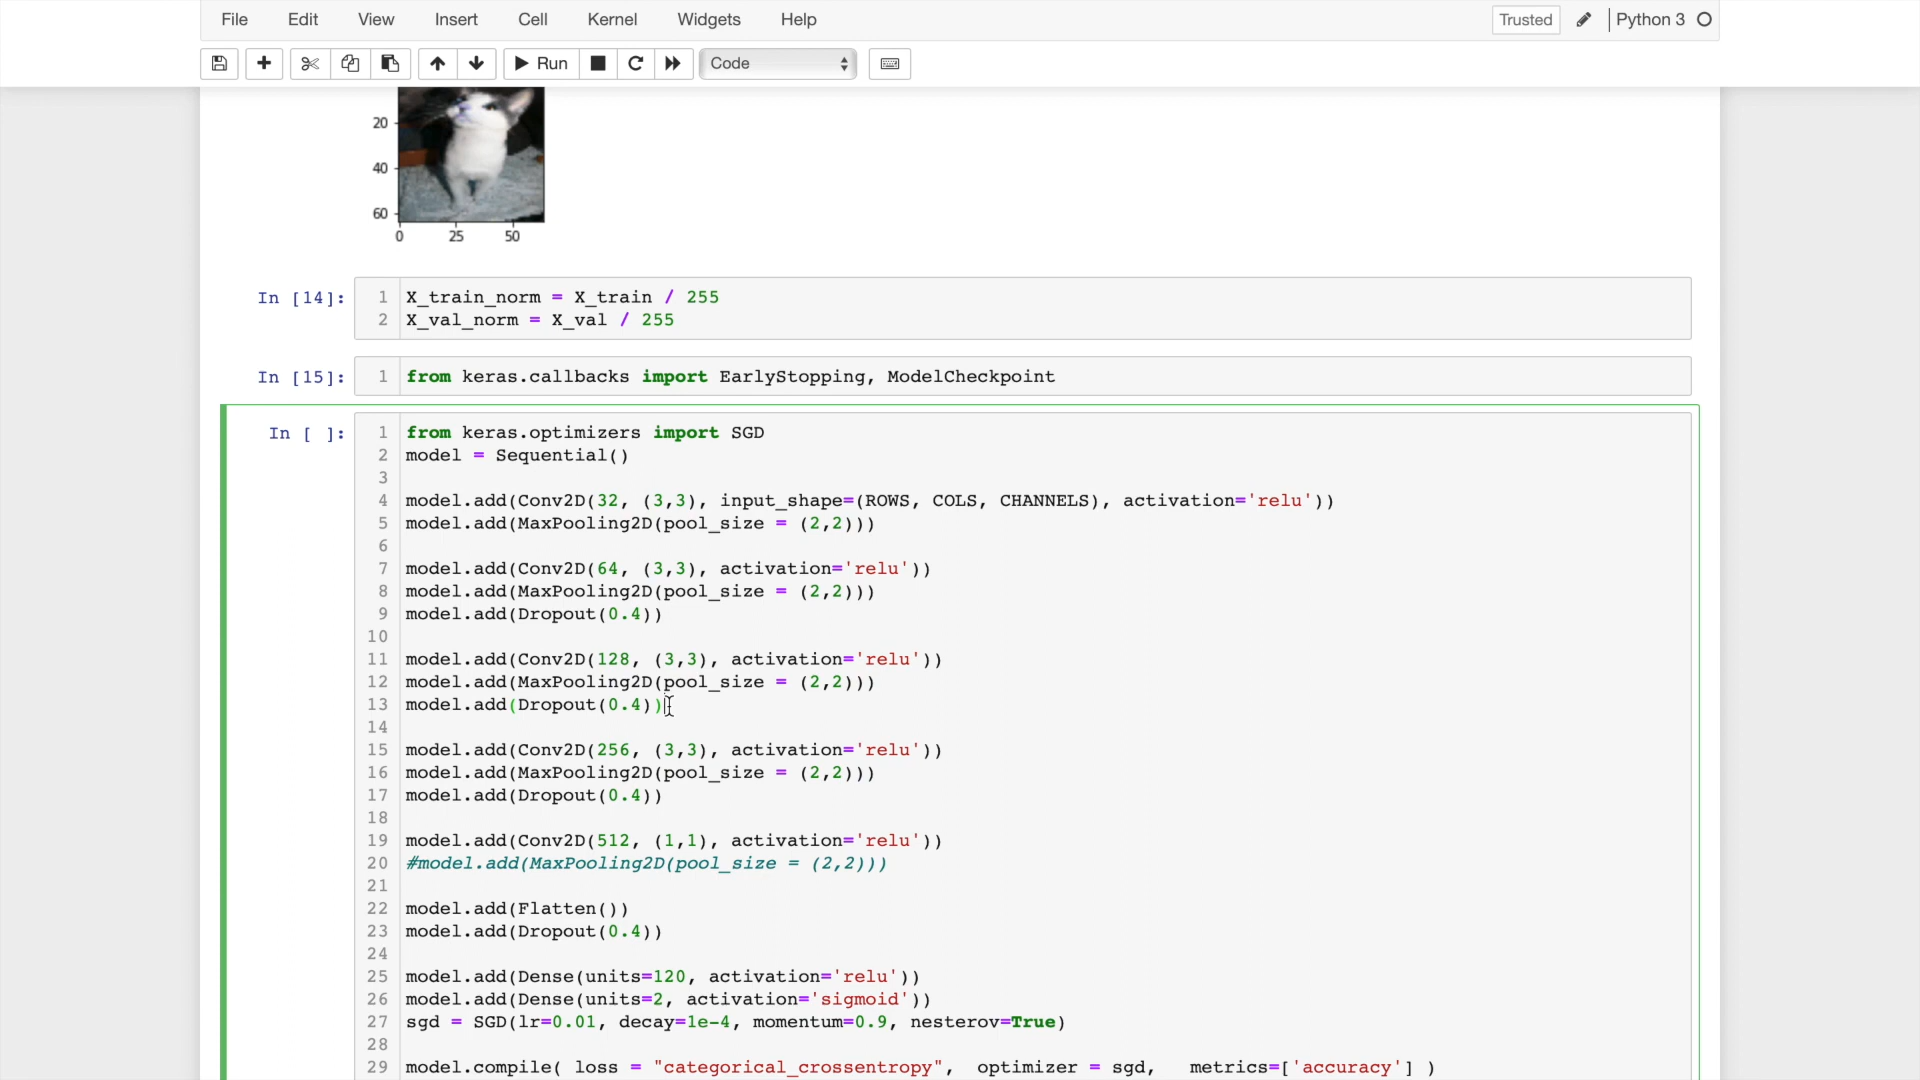 File Edit View Insert Cell Kernel Widgets Help Trusted Python 3
Run Code
20
40
60
0 25 50
In [14]:
1 X_train_norm = X_train / 255
2 X_val_norm = X_val / 255
In [15]:
1 from keras.callbacks import EarlyStopping, ModelCheckpoint
In [ ]:
1 from keras.optimizers import SGD
2 model = Sequential()
3
4 model.add(Conv2D(32, (3,3), input_shape=(ROWS, COLS, CHANNELS), activation='relu'))
5 model.add(MaxPooling2D(pool_size = (2,2)))
6
7 model.add(Conv2D(64, (3,3), activation='relu'))
8 model.add(MaxPooling2D(pool_size = (2,2)))
9 model.add(Dropout(0.4))
10
11 model.add(Conv2D(128, (3,3), activation='relu'))
12 model.add(MaxPooling2D(pool_size = (2,2)))
13 model.add(Dropout(0.4))
14
15 model.add(Conv2D(256, (3,3), activation='relu'))
16 model.add(MaxPooling2D(pool_size = (2,2)))
17 model.add(Dropout(0.4))
18
19 model.add(Conv2D(512, (1,1), activation='relu'))
20 #model.add(MaxPooling2D(pool_size = (2,2)))
21
22 model.add(Flatten())
23 model.add(Dropout(0.4))
24
25 model.add(Dense(units=120, activation='relu'))
26 model.add(Dense(units=2, activation='sigmoid'))
27 sgd = SGD(lr=0.01, decay=1e-4, momentum=0.9, nesterov=True)
28
29 model.compile( loss = "categorical_crossentropy", optimizer = sgd, metrics=['accuracy'] )